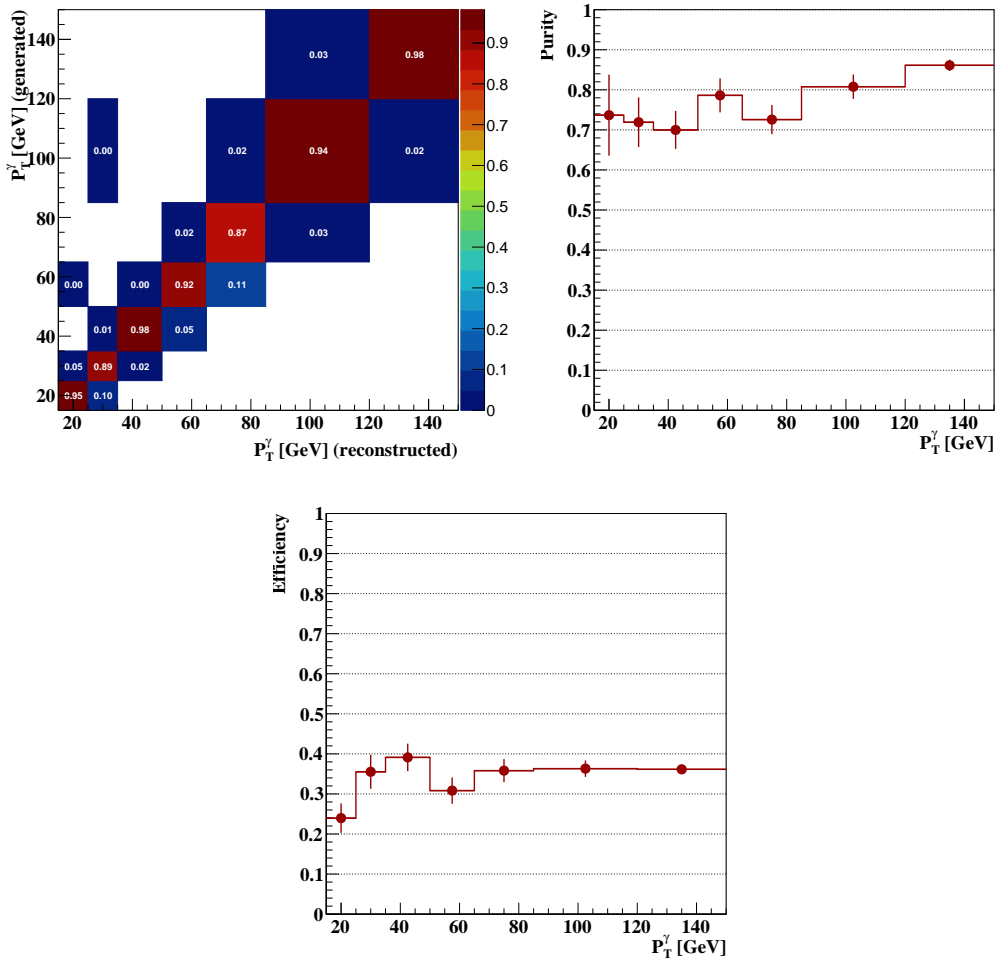 P_T^γ [GeV] (generated)
140
120
100
80
60
40
20
0.03 0.98
0.00 0.02 0.94 0.02
0.02 0.87 0.03
0.00 0.00 0.92 0.11
0.01 0.98 0.05
0.05 0.89 0.02
0.95 0.10
20 40 60 80 100 120 140
P_T^γ [GeV] (reconstructed)
0.9
0.8
0.7
0.6
0.5
0.4
0.3
0.2
0.1
0
Purity
1
0.9
0.8
0.7
0.6
0.5
0.4
0.3
0.2
0.1
0
20 40 60 80 100 120 140
P_T^γ [GeV]
Efficiency
1
0.9
0.8
0.7
0.6
0.5
0.4
0.3
0.2
0.1
0
20 40 60 80 100 120 140
P_T^γ [GeV]